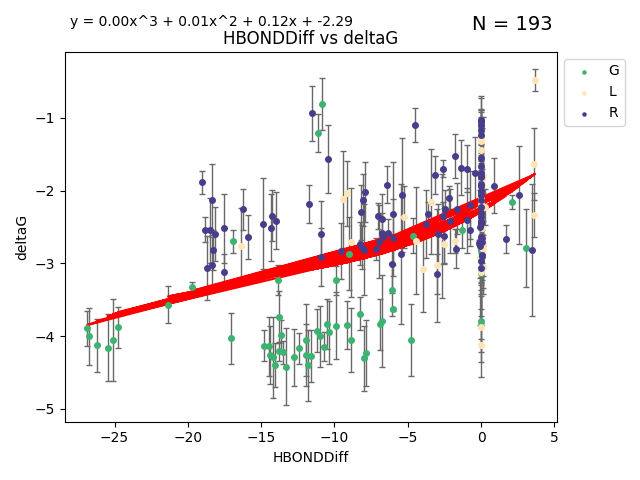 y = 0.00x^3 + 0.01x^2 + 0.12x + -2.29
N = 193
HBONDDiff vs deltaG
G
L
R
−1
−2
−3
−4
−5
deltaG
−25 −20 −15 −10 −5 0 5
HBONDDiff